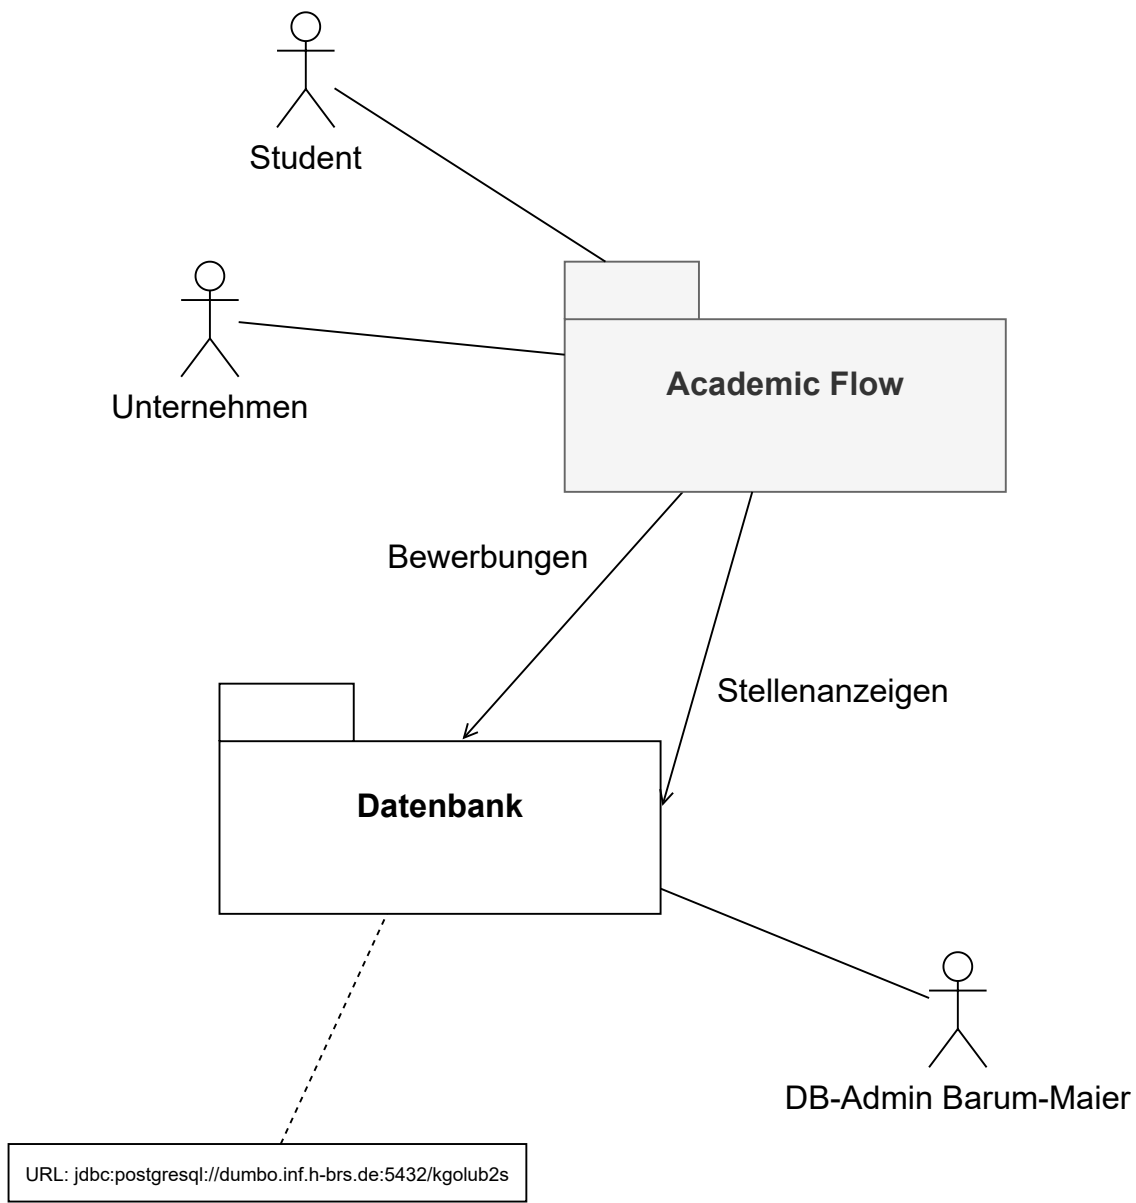 Student
Unternehmen
Academic Flow
Bewerbungen
Stellenanzeigen
Datenbank
DB-Admin Barum-Maier
URL: jdbc:postgresql://dumbo.inf.h-brs.de:5432/kgolub2s